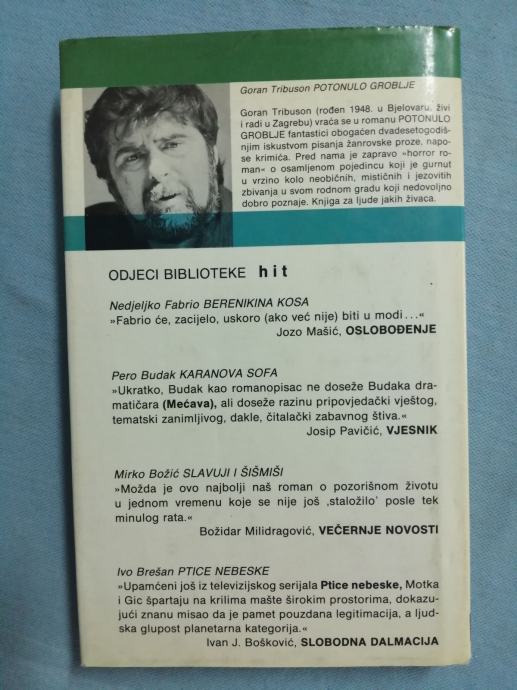 Goran Tribuson POTONULO GROBLJE
Goran Tribuson (rođen 1948. u Bjelovaru, živi
i radi u Zagrebu) vraća se u romanu POTONULO
GROBLJE fantastici obogaćen dvadesetogodiš-
njim iskustvom pisanja žanrovske proze, napo-
se krimića. Pred nama je zapravo »horror ro-
man« o osamljenom pojedincu koji je gurnut
u vrzino kolo neobičnih, mističnih i jezovitih
zbivanja u svom rodnom gradu koji nedovoljno
dobro poznaje. Knjiga za ljude jakih živaca.
ODJECI BIBLIOTEKE hit
Nedjeljko Fabrio BERENIKINA KOSA
»Fabrio će, zacijelo, uskoro (ako već nije) biti u modi...«
Jozo Mašić, OSLOBOĐENJE
Pero Budak KARANOVA SOFA
»Ukratko, Budak kao romanopisac ne doseže Budaka dra-
matičara (Mećava), ali doseže razinu pripovjedački vještog,
tematski zanimljivog, dakle, čitalački zabavnog štiva.«
Josip Pavičić, VJESNIK
Mirko Božić SLAVUJI I ŠIŠMIŠI
»Možda je ovo najbolji naš roman o pozorišnom životu
u jednom vremenu koje se nije još ‚staložilo’ posle tek
minulog rata.«
Božidar Milidragović, VEČERNJE NOVOSTI
Ivo Brešan PTICE NEBESKE
»Upamćeni još iz televizijskog serijala Ptice nebeske, Motka
i Gic špartaju na krilima mašte širokim prostorima, dokazu-
jući znanu misao da je pamet pouzdana legitimacija, a ljud-
ska glupost planetarna kategorija.«
Ivan J. Bošković, SLOBODNA DALMACIJA